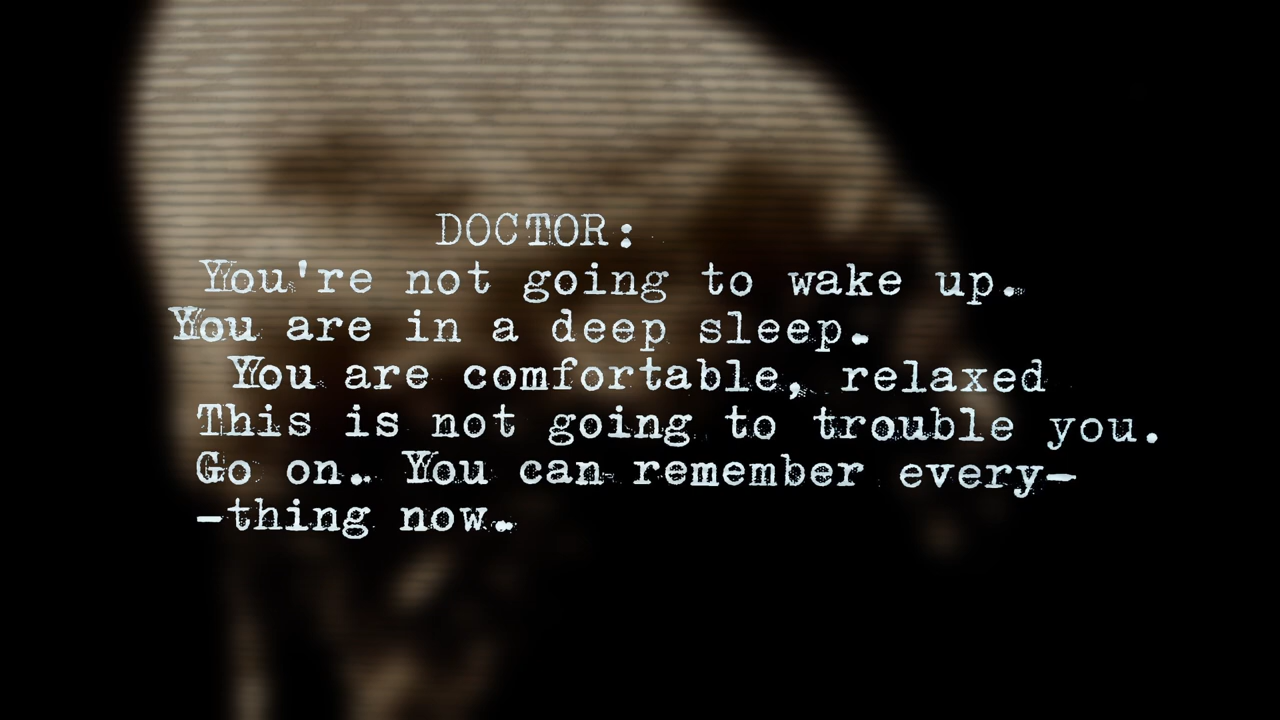 DOCTOR:
You're not going to wake up.
You are in a deep sleep.
You are comfortable, relaxed
This is not going to trouble you.
Go on. You can remember every-
-thing now.